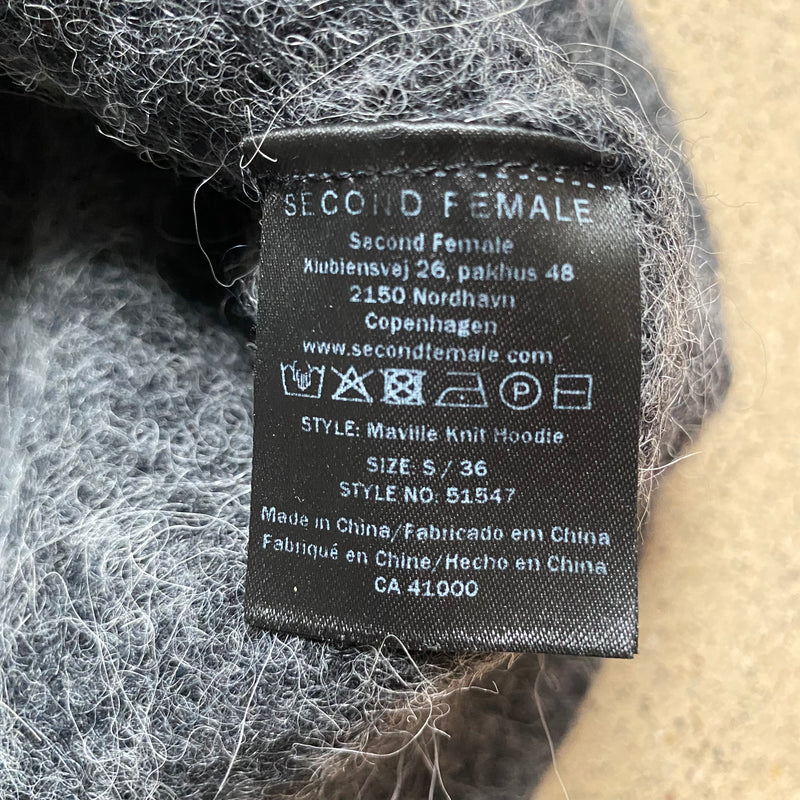 SECOND FEMALE
Second Female
Klubiensvej 26, pakhus 48
2150 Nordhavn
Copenhagen
www.secondfemale.com
P
STYLE: Maville Knit Hoodie
SIZE: S / 36
STYLE NO: 51547
Made in China/Fabricado em China
Fabriqué en Chine/Hecho en China
CA 41000